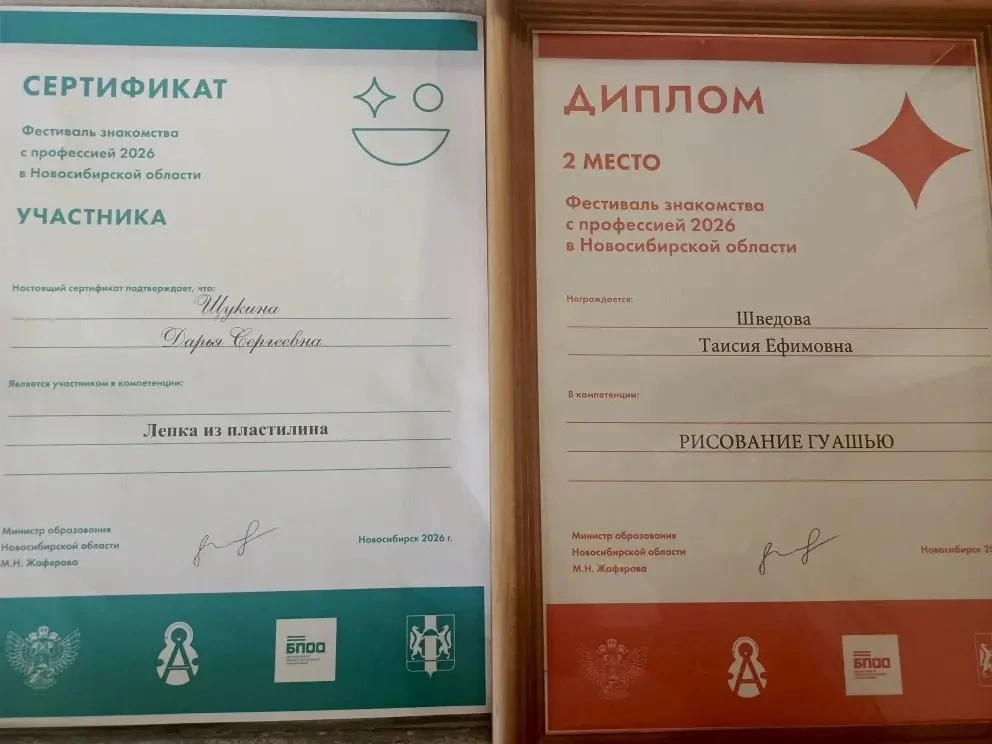 СЕРТИФИКАТ
Фестиваль знакомства
с профессией 2026
в Новосибирской области
УЧАСТНИКА
Настоящий сертификат подтверждает, что:
Щукина
Дарья Сергеевна
Является участником в компетенции:
Лепка из пластилина
Министр образования
Новосибирской области
М.Н. Жафярова
Новосибирск 2026 г.
БПОО
ДИПЛОМ
2 МЕСТО
Фестиваль знакомства
с профессией 2026
в Новосибирской области
Награждается:
Шведова
Таисия Ефимовна
В компетенции:
РИСОВАНИЕ ГУАШЬЮ
Министр образования
Новосибирской области
М.Н. Жафярова
Новосибирск 20
БПОО